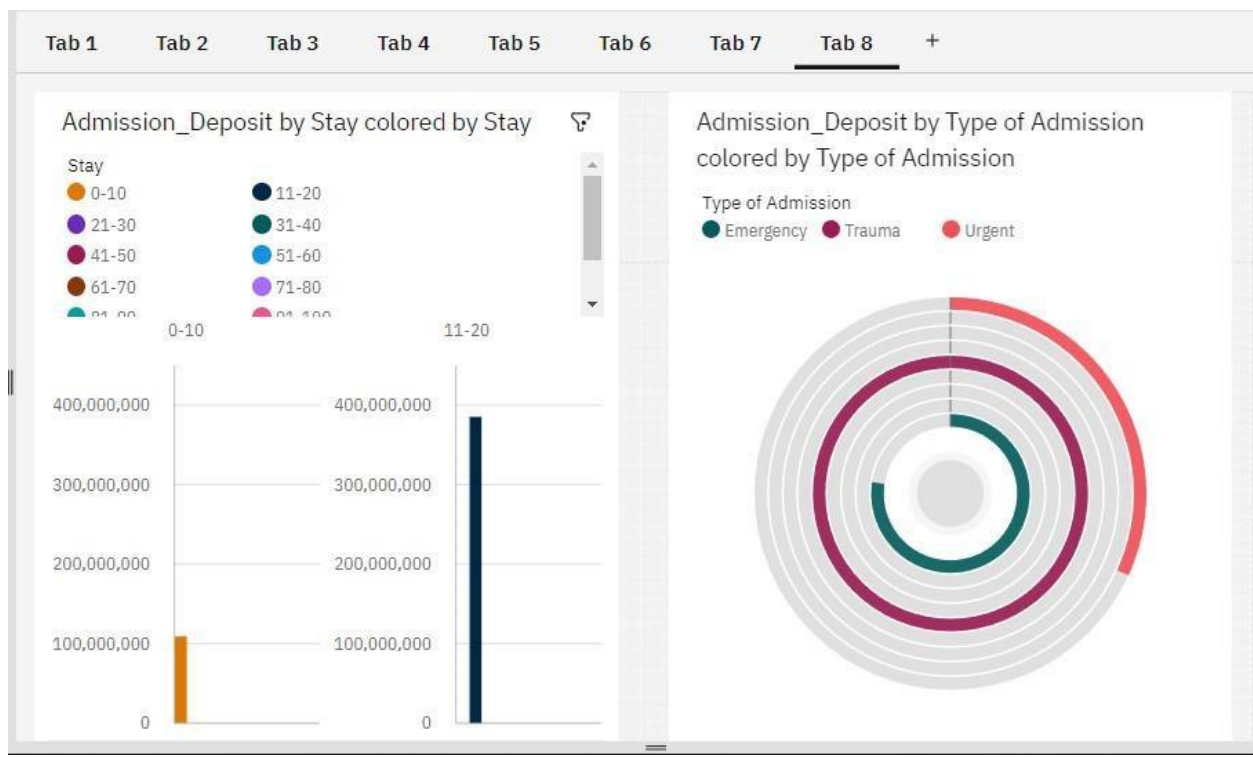 Tab 1 Tab 2 Tab 3 Tab 4 Tab 5 Tab 6 Tab 7 Tab 8 +
Admission_Deposit by Stay colored by Stay
Stay
0-10 11-20
21-30 31-40
41-50 51-60
61-70 71-80
0-10 11-20
400,000,000 400,000,000
300,000,000 300,000,000
200,000,000 200,000,000
100,000,000 100,000,000
0 0
Admission_Deposit by Type of Admission
colored by Type of Admission
Type of Admission
Emergency Trauma Urgent